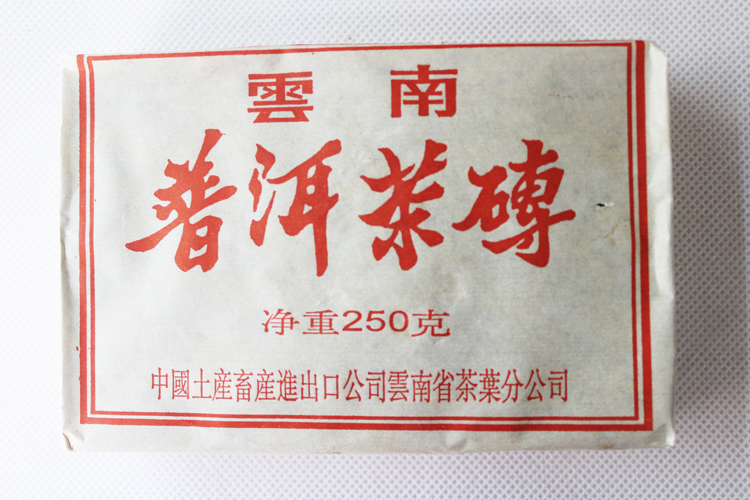 雲南
普洱茶磚
净重250克
中國土産畜産進出口公司雲南省茶葉分公司